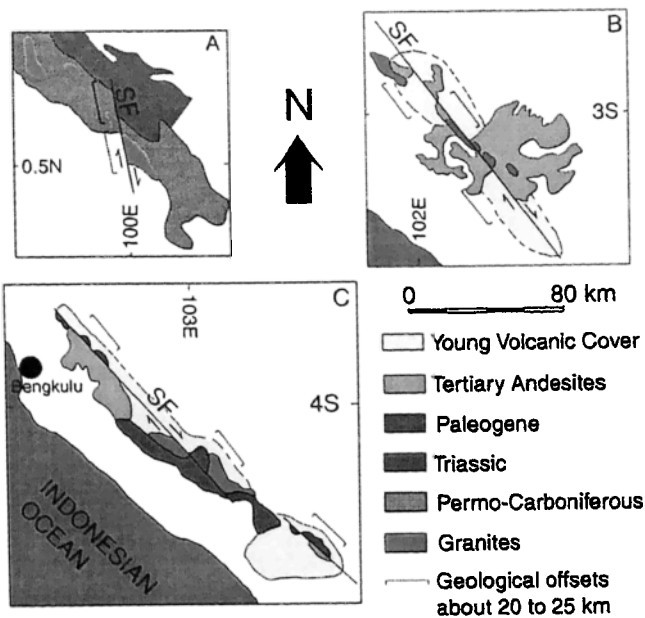 A
SF
0.5N
100E
N
B
SF
3S
102E
C
103E
Bengkulu
SF
4S
INDONESIAN
OCEAN
0 80 km
Young Volcanic Cover
Tertiary Andesites
Paleogene
Triassic
Permo-Carboniferous
Granites
Geological offsets
about 20 to 25 km